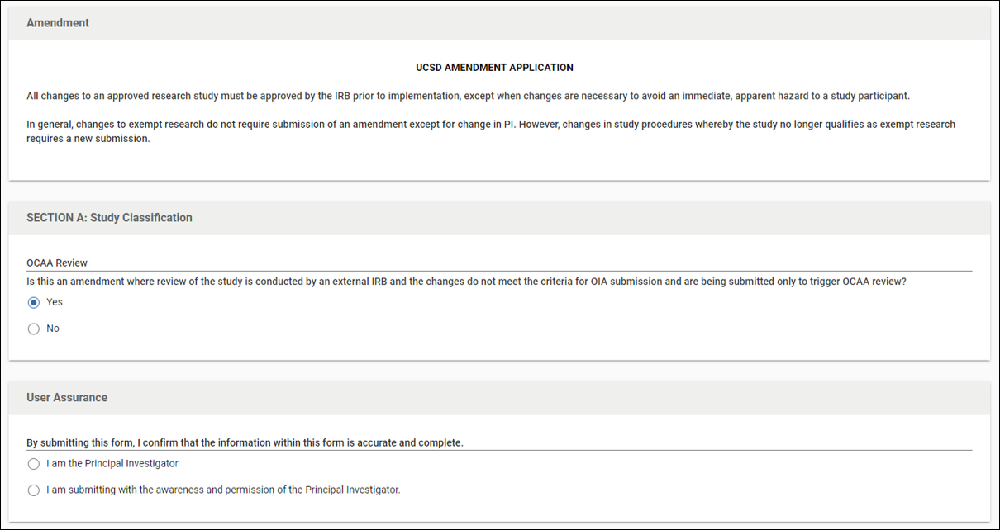 Amendment
UCSD AMENDMENT APPLICATION
All changes to an approved research study must be approved by the IRB prior to implementation, except when changes are necessary to avoid an immediate, apparent hazard to a study participant.
In general, changes to exempt research do not require submission of an amendment except for change in PI. However, changes in study procedures whereby the study no longer qualifies as exempt research
requires a new submission.
SECTION A: Study Classification
OCAA Review
Is this an amendment where review of the study is conducted by an external IRB and the changes do not meet the criteria for OIA submission and are being submitted only to trigger OCAA review?
Yes
No
User Assurance
By submitting this form, I confirm that the information within this form is accurate and complete.
I am the Principal Investigator
I am submitting with the awareness and permission of the Principal Investigator.